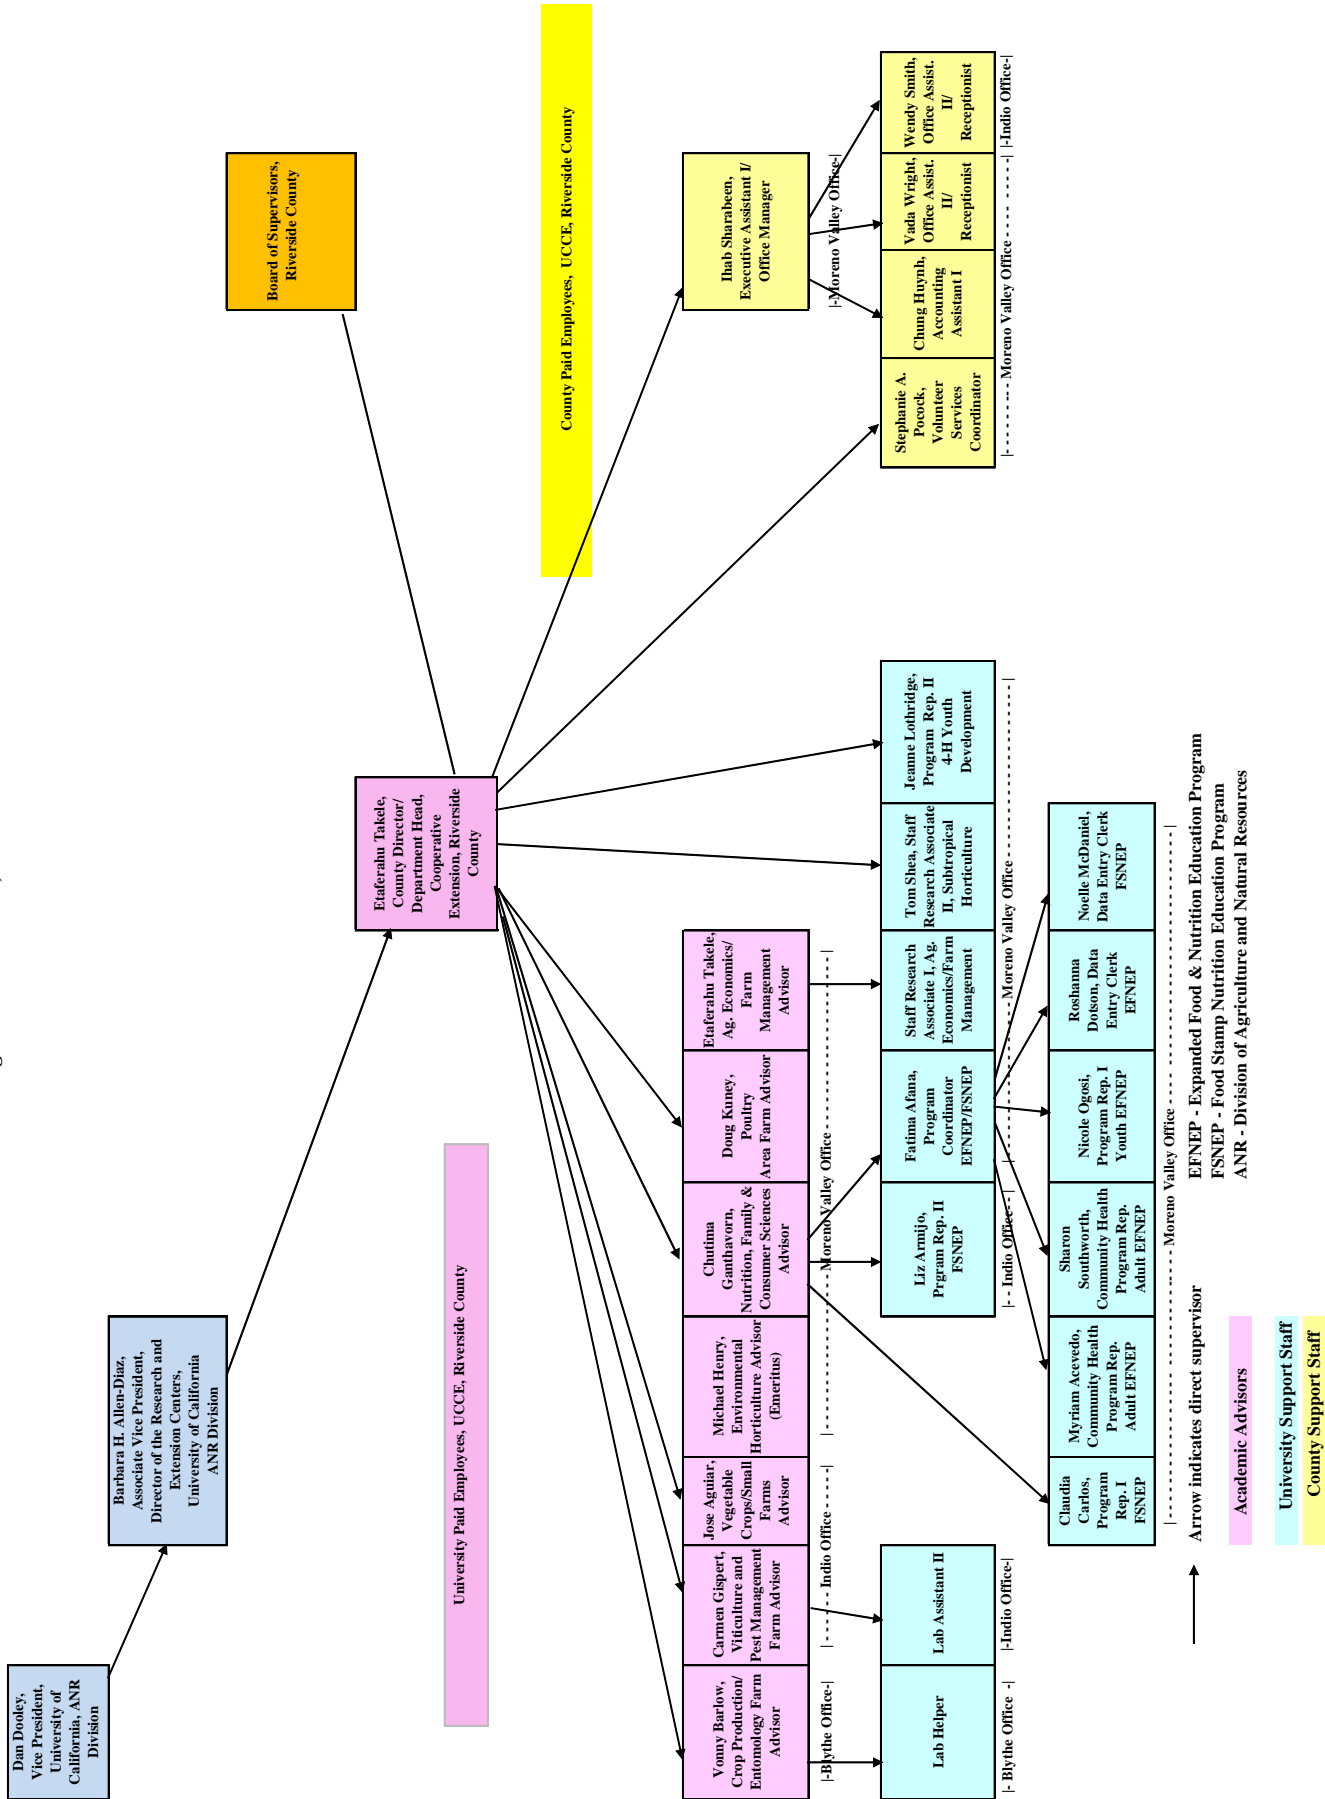 Dan Dooley,
Vice President,
University of
California, ANR
Division
Barbara H. Allen-Diaz,
Associate Vice President,
Director of the Research and
Extension Centers,
University of California
ANR Division
Board of Supervisors,
Riverside County
Etaferahu Takele,
County Director/
Department Head,
Cooperative
Extension, Riverside
County
University Paid Employees, UCCE, Riverside County
County Paid Employees, UCCE, Riverside County
Vonny Barlow,
Crop Production/
Entomology Farm
Advisor
Carmen Gispert,
Viticulture and
Pest Management
Farm Advisor
Jose Aguiar,
Vegetable
Crops/Small
Farms
Advisor
Michael Henry,
Environmental
Horticulture Advisor
(Emeritus)
Chutima
Ganthavorn,
Nutrition, Family &
Consumer Sciences
Advisor
Doug Kuney,
Poultry
Area Farm Advisor
Etaferahu Takele,
Ag. Economics/
Farm
Management
Advisor
Ihab Sharabeen,
Executive Assistant I/
Office Manager
|-Blythe Office-|
|- - - - - - Indio Office - - - - - -|
|- - - - - - - - - - - - - - - - - - Moreno Valley Office - - - - - - - - - - - - - - - - - -|
|-Moreno Valley Office-|
Lab Helper
Lab Assistant II
Liz Armijo,
Prgram Rep. II
FSNEP
Fatima Afana,
Program
Coordinator
EFNEP/FSNEP
Staff Research
Associate I, Ag.
Economics/Farm
Management
Tom Shea, Staff
Research Associate
II, Subtropical
Horticulture
Jeanne Lothridge,
Program Rep. II
4-H Youth
Development
Stephanie A.
Pocock,
Volunteer
Services
Coordinator
Chung Huynh,
Accounting
Assistant I
Vada Wright,
Office Assist.
II/
Receptionist
Wendy Smith,
Office Assist.
II/
Receptionist
|- Blythe Office -|
|-Indio Office-|
|- - Indio Office- - |
|- - - - - - - - - - - - - - - - - - - Moreno Valley Office - - - - - - - - - - - - - - - - - - -|
|- - - - - - - - Moreno Valley Office - - - - - - - -|
|-Indio Office-|
Claudia
Carlos,
Program
Rep. I
FSNEP
Myriam Acevedo,
Community Health
Program Rep.
Adult EFNEP
Sharon
Southworth,
Community Health
Program Rep.
Adult EFNEP
Nicole Ogosi,
Program Rep. I
Youth EFNEP
Roshanna
Dotson, Data
Entry Clerk
EFNEP
Noelle McDaniel,
Data Entry Clerk
FSNEP
|- - - - - - - - - - - - - - - - - - - - - - - - - - Moreno Valley Office - - - - - - - - - - - - - - - - - - - - - - - - - -|
Arrow indicates direct supervisor
EFNEP - Expanded Food & Nutrition Education Program
FSNEP - Food Stamp Nutrition Education Program
ANR - Division of Agriculture and Natural Resources
Academic Advisors
University Support Staff
County Support Staff